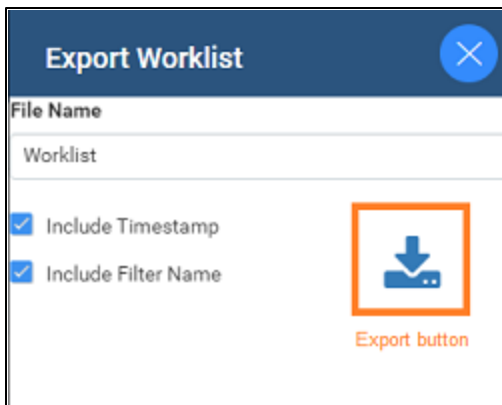 Export Worklist
File Name
Worklist
Include Timestamp
Include Filter Name
Export button